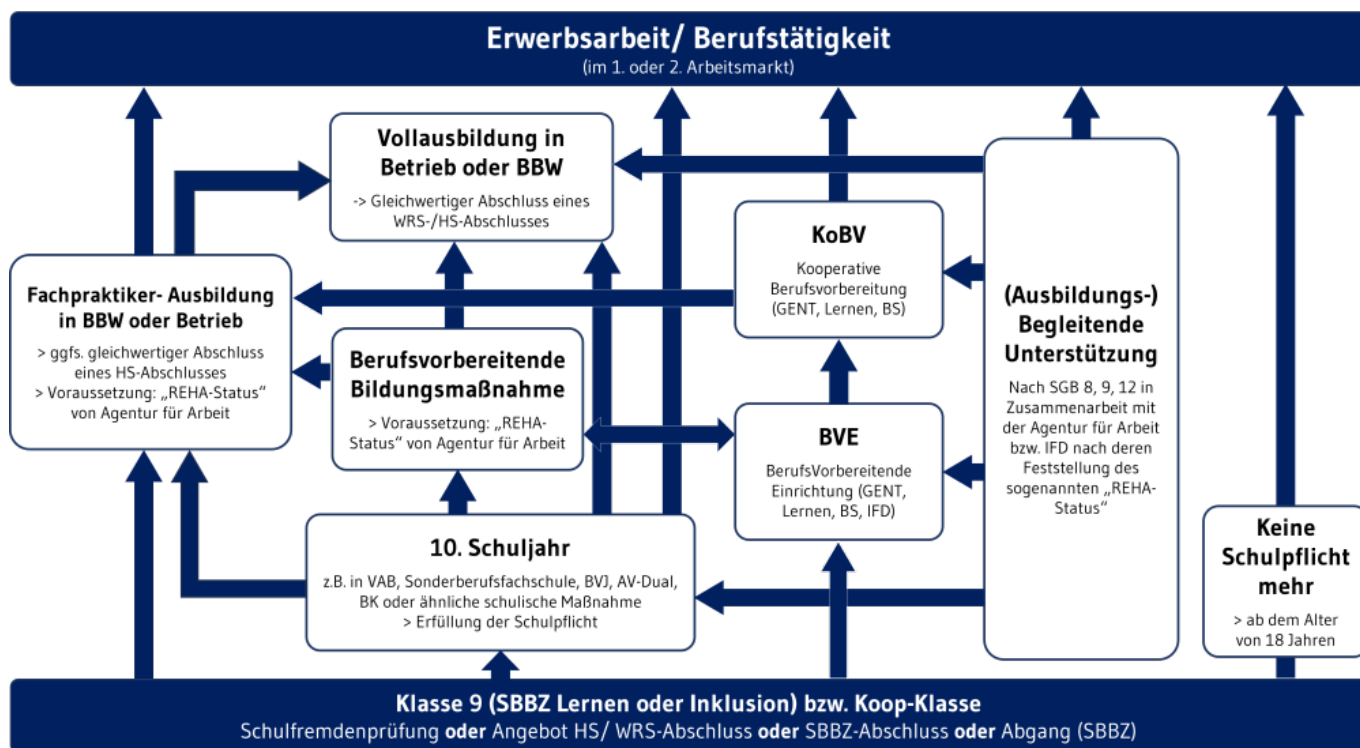 Erwerbsarbeit/ Berufstätigkeit
(im 1. oder 2. Arbeitsmarkt)
Vollausbildung in
Betrieb oder BBW
-> Gleichwertiger Abschluss eines
WRS-/HS-Abschlusses
KoBV
Kooperative
Berufsvorbereitung
(GENT, Lernen, BS)
Fachpraktiker- Ausbildung
in BBW oder Betrieb
> ggfs. gleichwertiger Abschluss
eines HS-Abschlusses
> Voraussetzung: „REHA-Status“
von Agentur für Arbeit
Berufsvorbereitende
Bildungsmaßnahme
> Voraussetzung: „REHA-
Status“ von Agentur für Arbeit
BVE
BerufsVorbereitende
Einrichtung (GENT,
Lernen, BS, IFD)
(Ausbildungs-)
Begleitende
Unterstützung
Nach SGB 8, 9, 12 in
Zusammenarbeit mit
der Agentur für Arbeit
bzw. IFD nach deren
Feststellung des
sogenannten „REHA-
Status“
10. Schuljahr
z.B. in VAB, Sonderberufsfachschule, BVJ, AV-Dual,
BK oder ähnliche schulische Maßnahme
> Erfüllung der Schulpflicht
Keine
Schulpflicht
mehr
> ab dem Alter
von 18 Jahren
Klasse 9 (SBBZ Lernen oder Inklusion) bzw. Koop-Klasse
Schulfremdenprüfung oder Angebot HS/ WRS-Abschluss oder SBBZ-Abschluss oder Abgang (SBBZ)